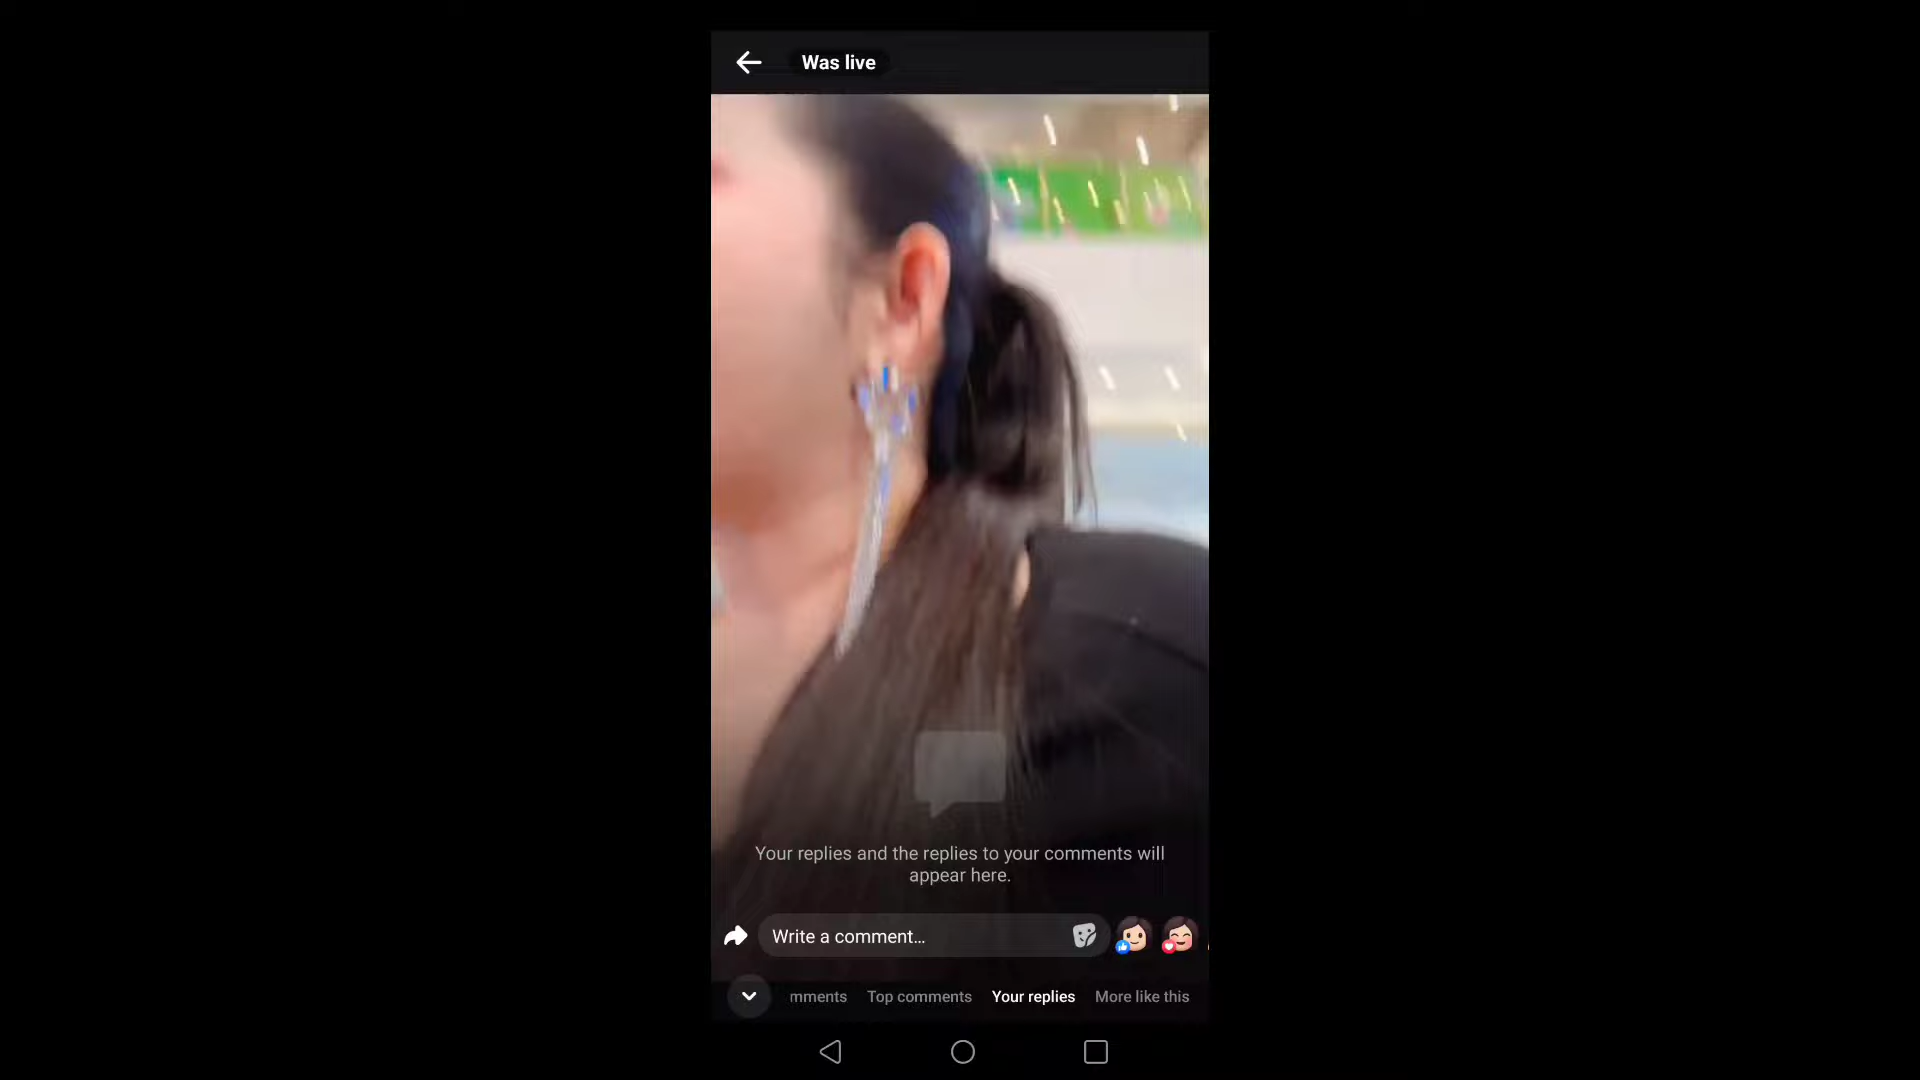 Was live
Your replies and the replies to your comments will
appear here.
Write a comment...
mments
Top comments
Your replies
More like this